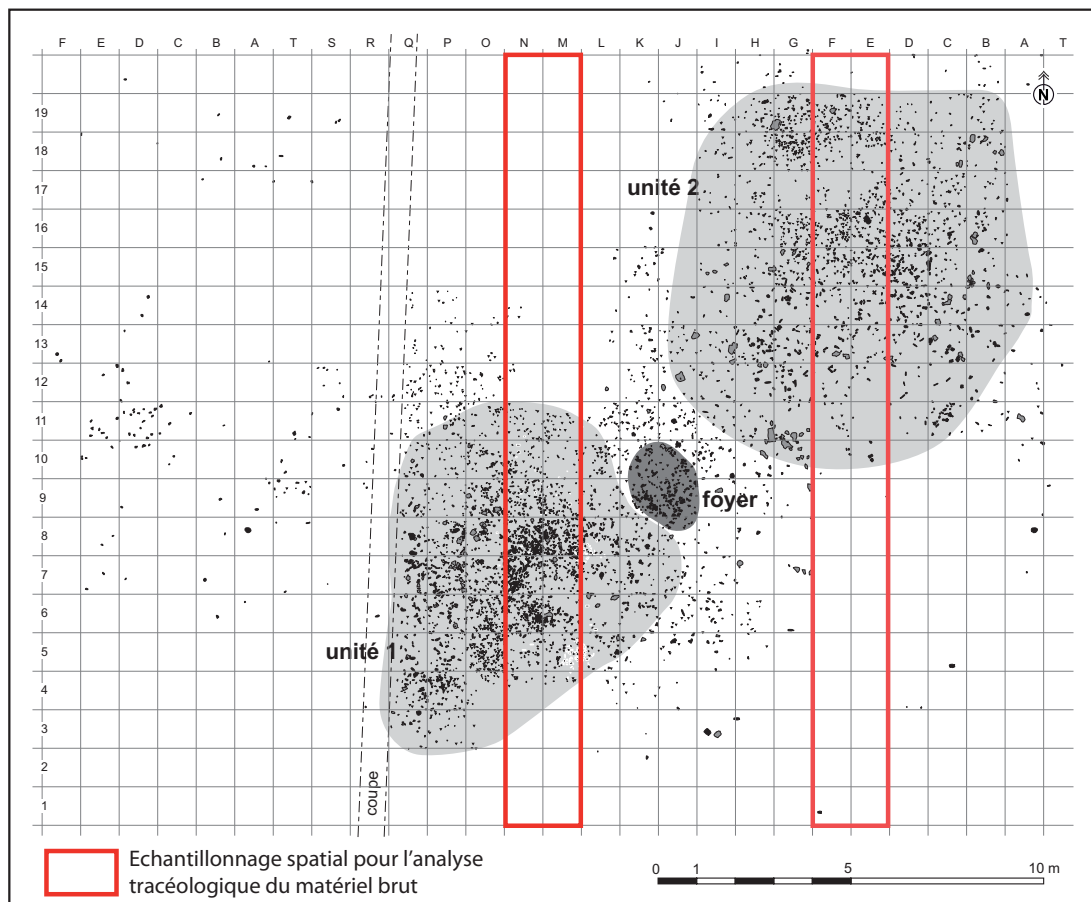 F E D C B A T S R Q P O N M L K J I H G F E D C B A T
N
19
18
17
unité 2
16
15
14
13
12
11
10
9
foyer
8
7
6
unité 1
5
4
3
2
coupe
1
Echantillonnage spatial pour l'analyse
tracéologique du matériel brut
0 1 5 10 m